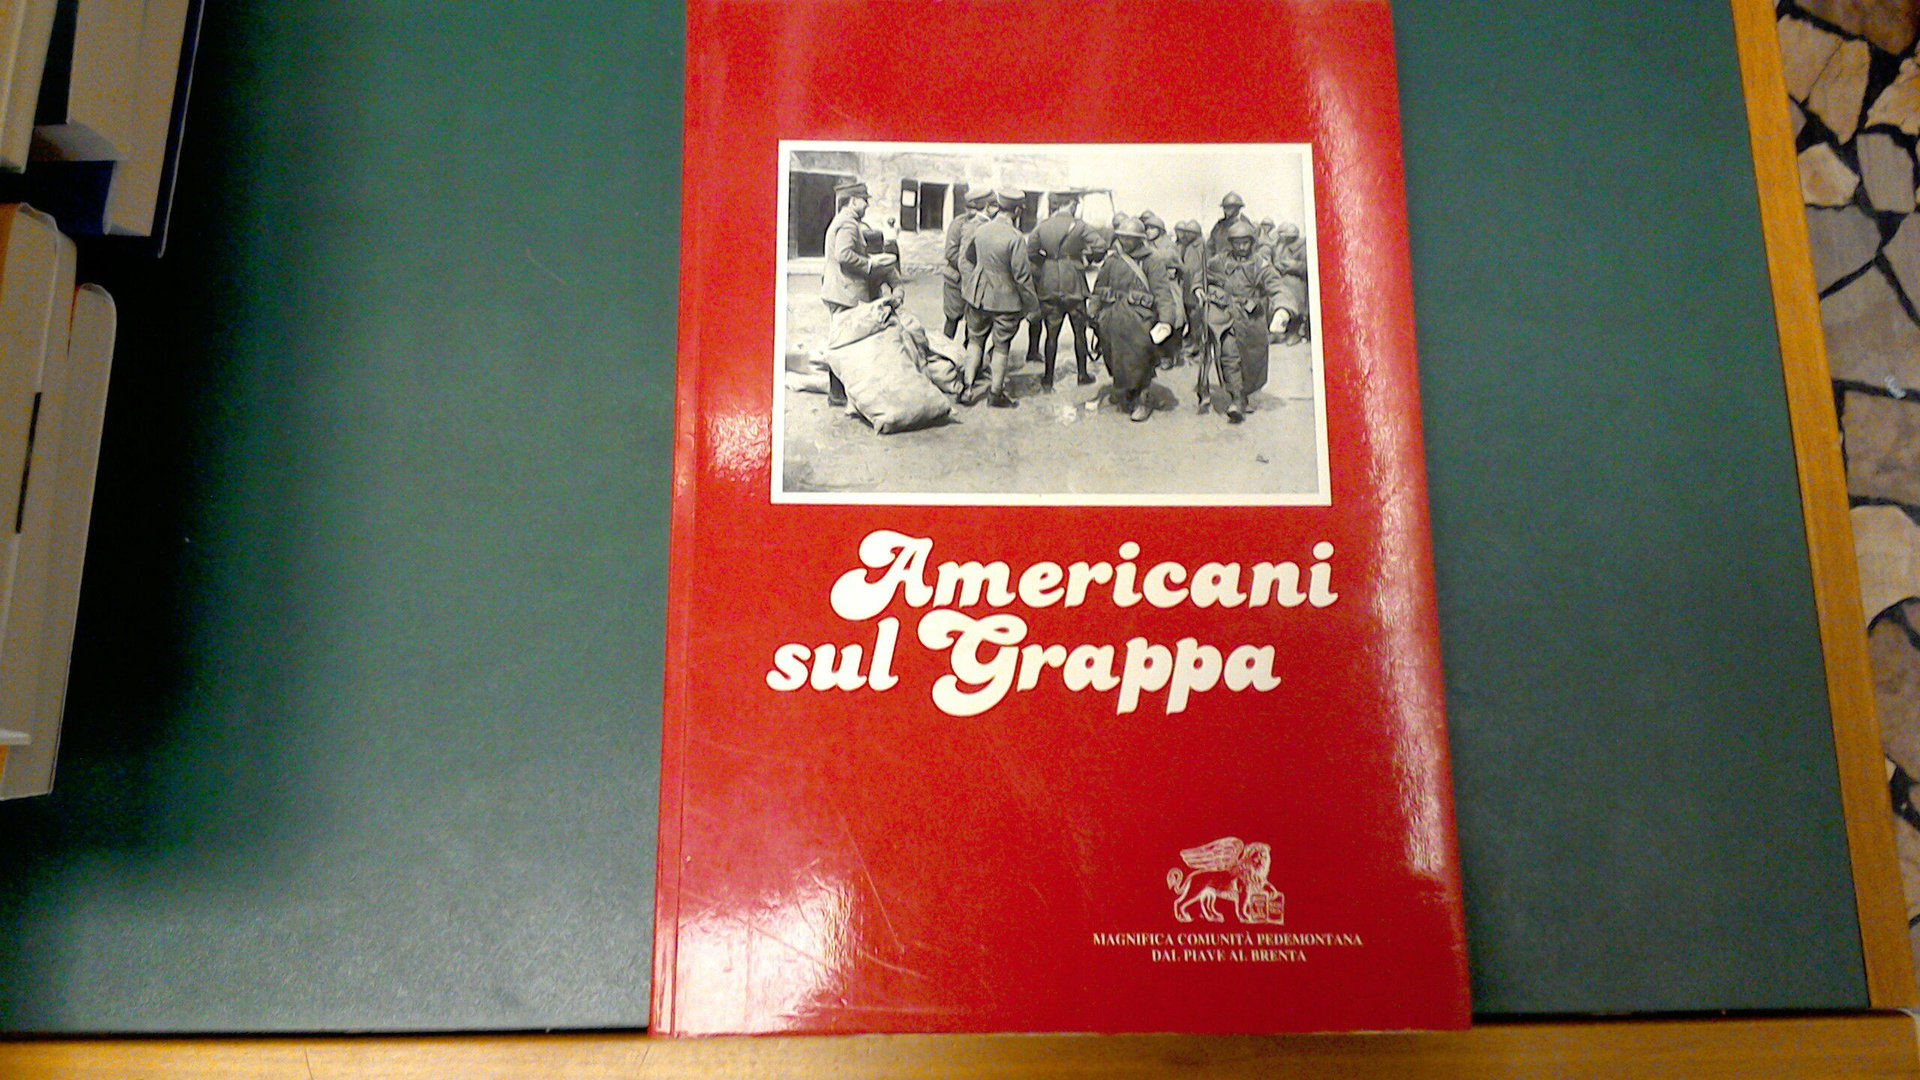 Americani
sul Grappa
MAGNIFICA COMUNITÀ PEDEMONTANA
DAL PIAVE AL BRENTA